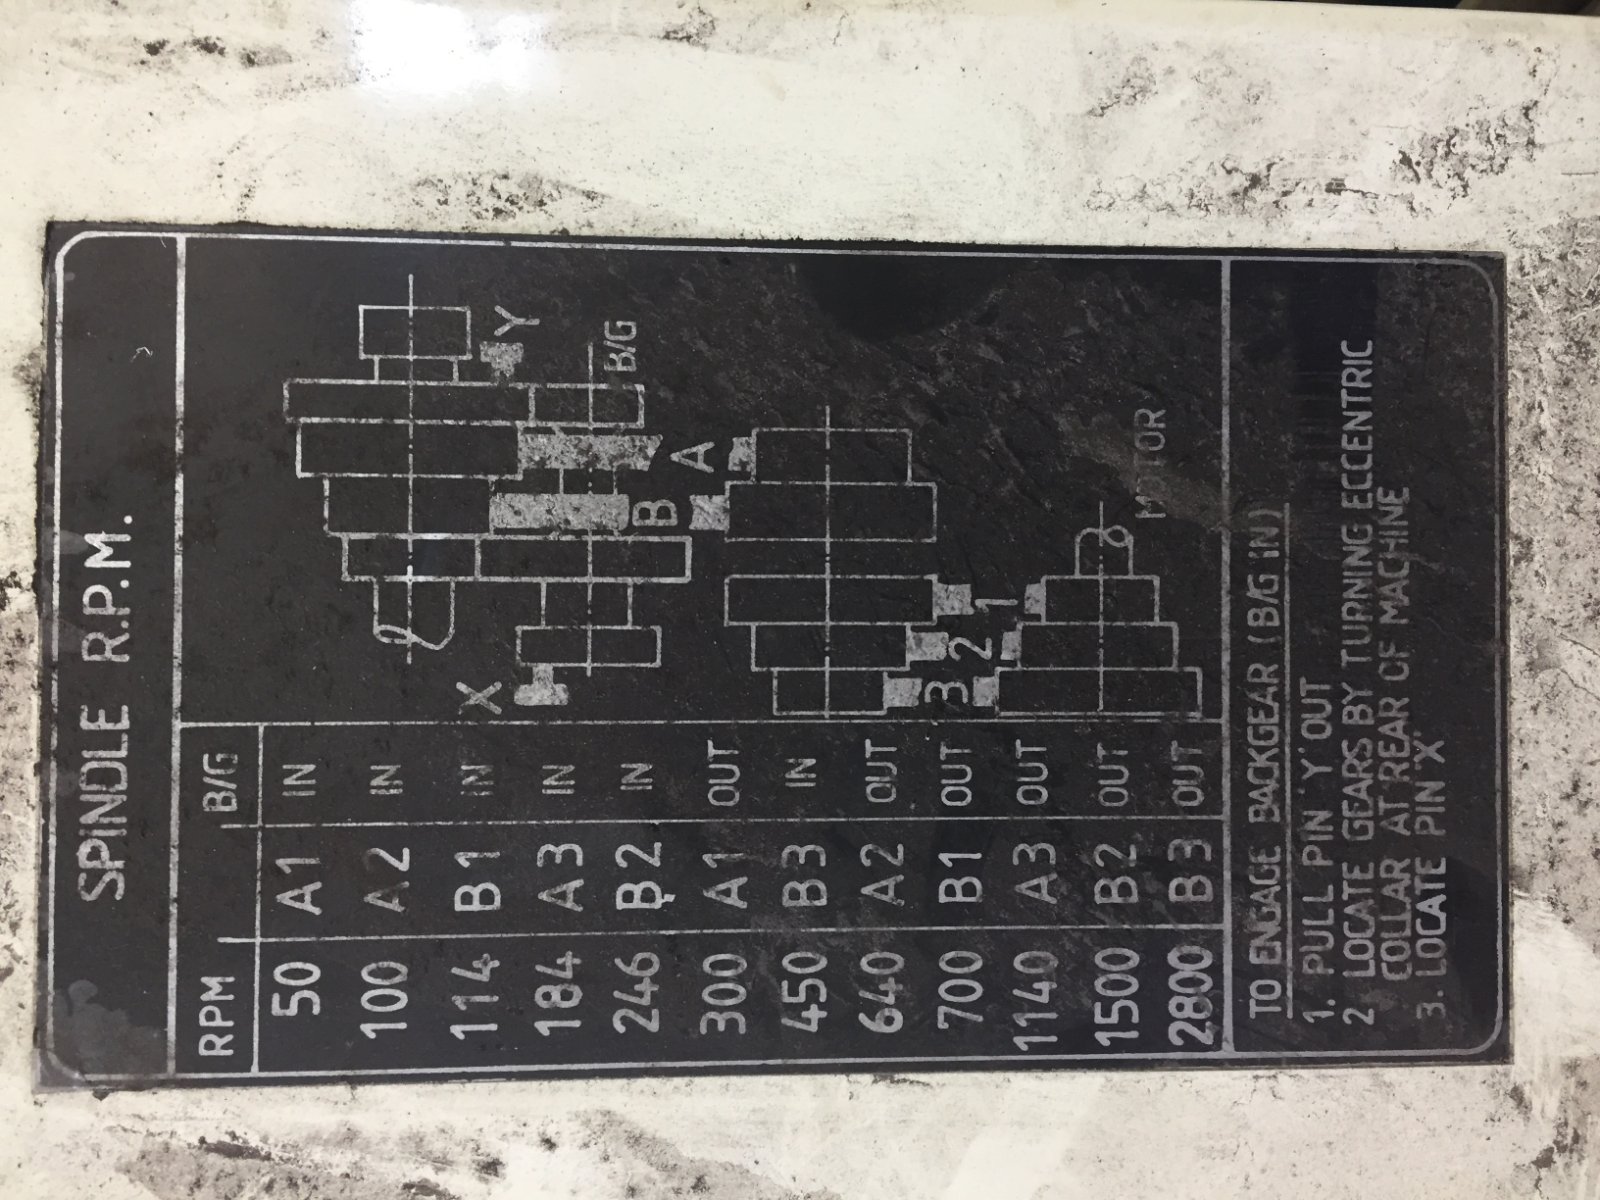 SPINDLE R.P.M.
RPM B/G
50 A1 IN
100 A2 IN
114 B1 IN
184 A3 IN
246 B2 IN
300 A1 OUT
450 B3 IN
640 A2 OUT
700 B1 OUT
1140 A3 OUT
1500 B2 OUT
2800 B3 OUT
Y
B/G
X
A
B
1
2
3
MOTOR
TO ENGAGE BACKGEAR (B/G IN)
1. PULL PIN 'Y' OUT
2 LOCATE GEARS BY TURNING ECCENTRIC
COLLAR AT REAR OF MACHINE
3. LOCATE PIN 'X'